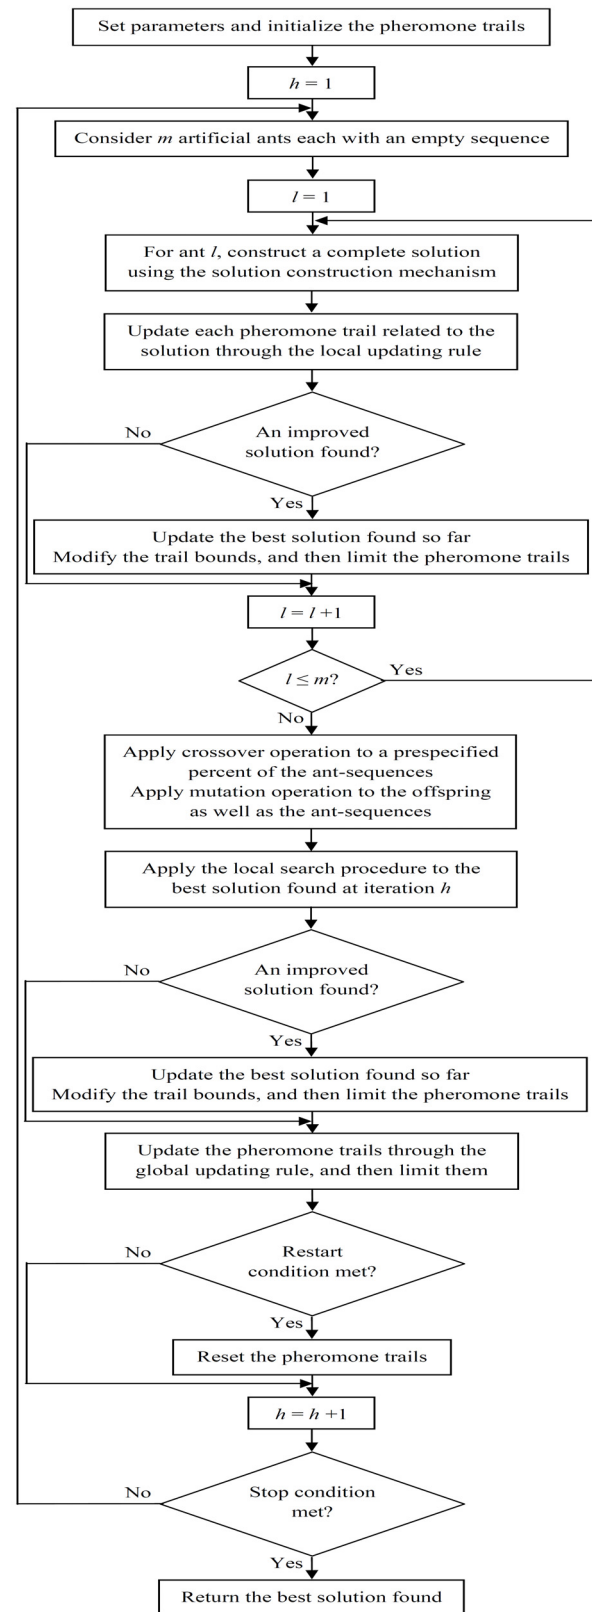 Set parameters and initialize the pheromone trails
h = 1
Consider m artificial ants each with an empty sequence
l = 1
For ant l, construct a complete solution
using the solution construction mechanism
Update each pheromone trail related to the
solution through the local updating rule
No
An improved
solution found?
Yes
Update the best solution found so far
Modify the trail bounds, and then limit the pheromone trails
l = l +1
l ≤ m?
Yes
No
Apply crossover operation to a prespecified
percent of the ant-sequences
Apply mutation operation to the offspring
as well as the ant-sequences
Apply the local search procedure to the
best solution found at iteration h
No
An improved
solution found?
Yes
Update the best solution found so far
Modify the trail bounds, and then limit the pheromone trails
Update the pheromone trails through the
global updating rule, and then limit them
No
Restart
condition met?
Yes
Reset the pheromone trails
h = h +1
No
Stop condition
met?
Yes
Return the best solution found